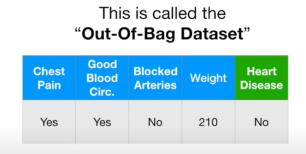 This is called the
"Out-Of-Bag Dataset"
Chest Pain Good Blood Circ. Blocked Arteries Weight Heart Disease
Yes Yes No 210 No